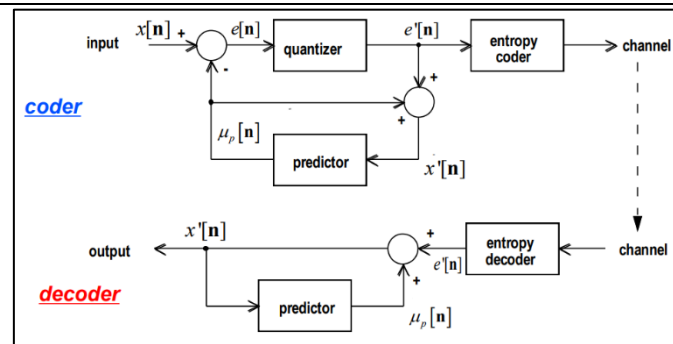 input x[n] + e[n] quantizer e'[n] entropy coder channel
-
+
coder
+
μp[n] predictor x'[n]
output x'[n] + e'[n] entropy decoder channel
+
decoder predictor μp[n]